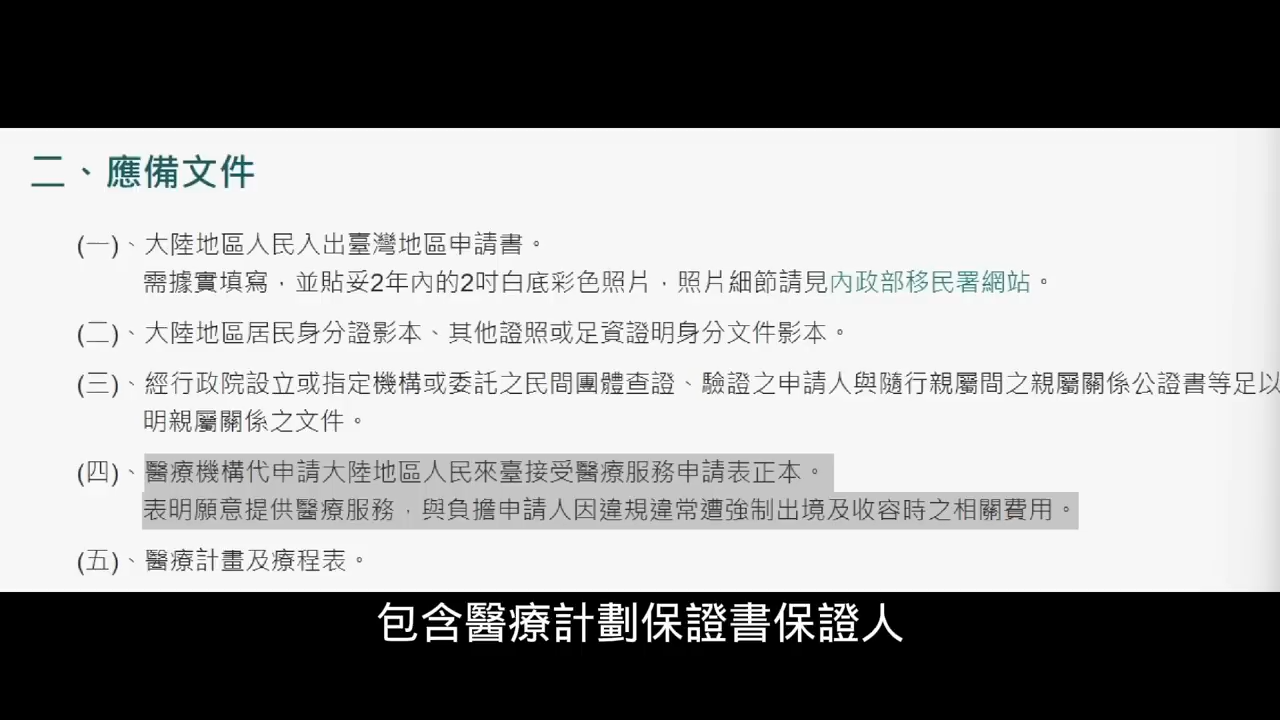 二、應備文件
(一)、大陸地區人民入出臺灣地區申請書。
需據實填寫，並貼妥2年內的2吋白底彩色照片，照片細節請見內政部移民署網站。
(二)、大陸地區居民身分證影本、其他證照或足資證明身分文件影本。
(三)、經行政院設立或指定機構或委託之民間團體查證、驗證之申請人與隨行親屬間之親屬關係公證書等足以
明親屬關係之文件。
(四)、醫療機構代申請大陸地區人民來臺接受醫療服務申請表正本。
表明願意提供醫療服務，與負擔申請人因違規違常遭強制出境及收容時之相關費用。
(五)、醫療計畫及療程表。
包含醫療計劃保證書保證人